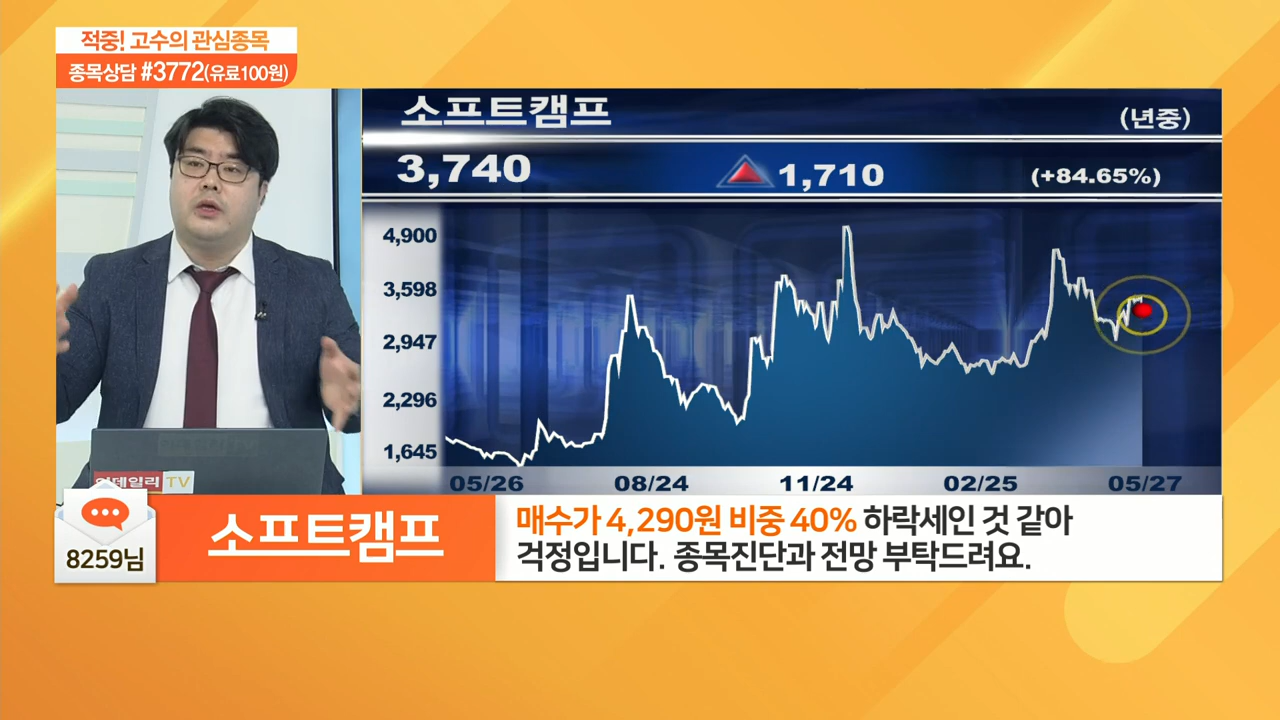 적중! 고수의 관심종목
종목상담 #3772(유료100원)
소프트캠프
(년중)
3,740
1,710
(+84.65%)
4,900
3,598
2,947
2,296
1,645
05/26 08/24 11/24 02/25 05/27
이데일리 TV
8259님
소프트캠프
매수가 4,290원 비중 40% 하락세인 것 같아
걱정입니다. 종목진단과 전망 부탁드려요.